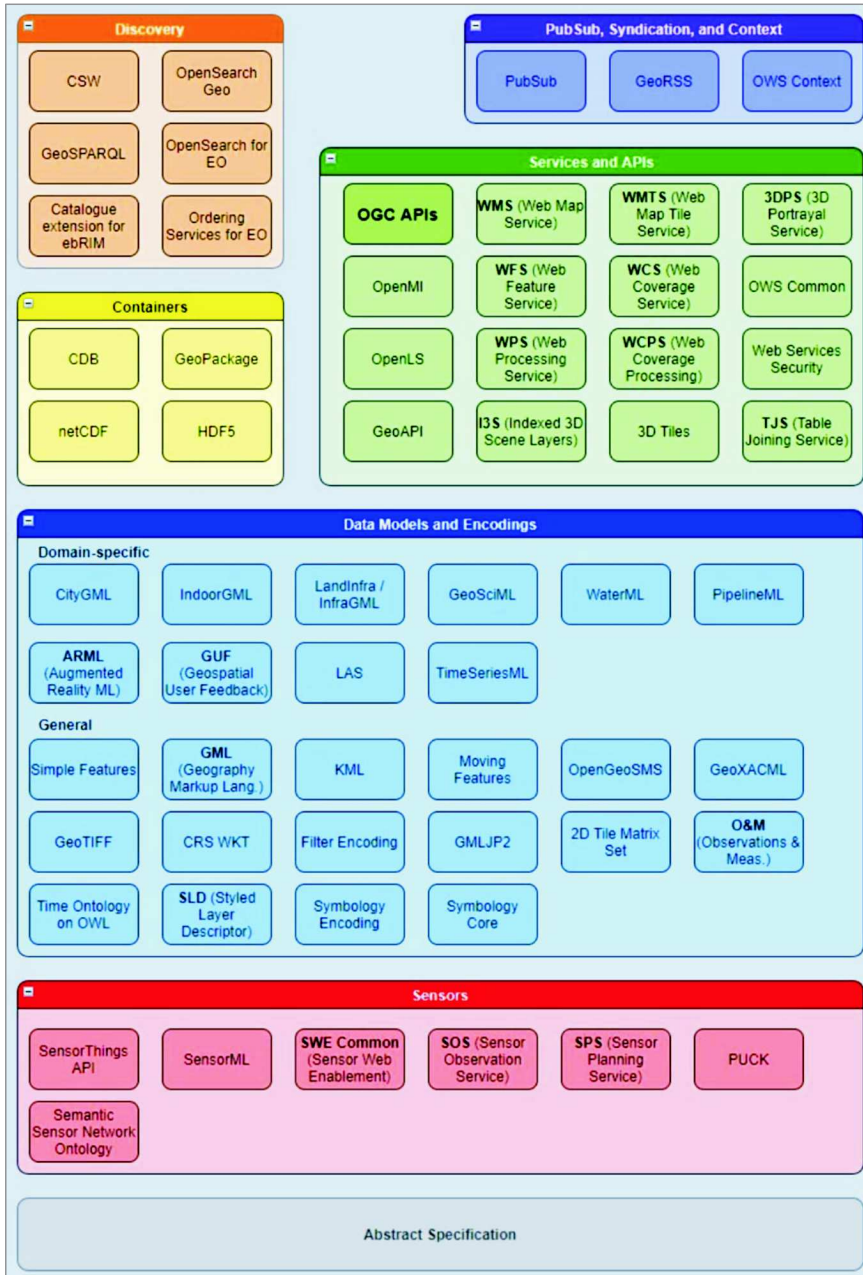 Discovery
CSW
OpenSearch
Geo
GeoSPARQL
OpenSearch for
EO
Catalogue
extension for
ebRIM
Ordering
Services for EO
PubSub, Syndication, and Context
PubSub
GeoRSS
OWS Context
Services and APIs
OGC APIs
WMS (Web Map
Service)
WMTS (Web
Map Tile
Service)
3DPS (3D
Portrayal
Service)
OpenMI
WFS (Web
Feature
Service)
WCS (Web
Coverage
Service)
OWS Common
OpenLS
WPS (Web
Processing
Service)
WCPS (Web
Coverage
Processing)
Web Services
Security
GeoAPI
I3S (Indexed 3D
Scene Layers)
3D Tiles
TJS (Table
Joining Service)
Containers
CDB
GeoPackage
netCDF
HDF5
Data Models and Encodings
Domain-specific
CityGML
IndoorGML
LandInfra /
InfraGML
GeoSciML
WaterML
PipelineML
ARML
(Augmented
Reality ML)
GUF
(Geospatial
User Feedback)
LAS
TimeSeriesML
General
Simple Features
GML
(Geography
Markup Lang.)
KML
Moving
Features
OpenGeoSMS
GeoXACML
GeoTIFF
CRS WKT
Filter Encoding
GMLJP2
2D Tile Matrix
Set
O&M
(Observations &
Meas.)
Time Ontology
on OWL
SLD (Styled
Layer
Descriptor)
Symbology
Encoding
Symbology
Core
Sensors
SensorThings
API
SensorML
SWE Common
(Sensor Web
Enablement)
SOS (Sensor
Observation
Service)
SPS (Sensor
Planning
Service)
PUCK
Semantic
Sensor Network
Ontology
Abstract Specification